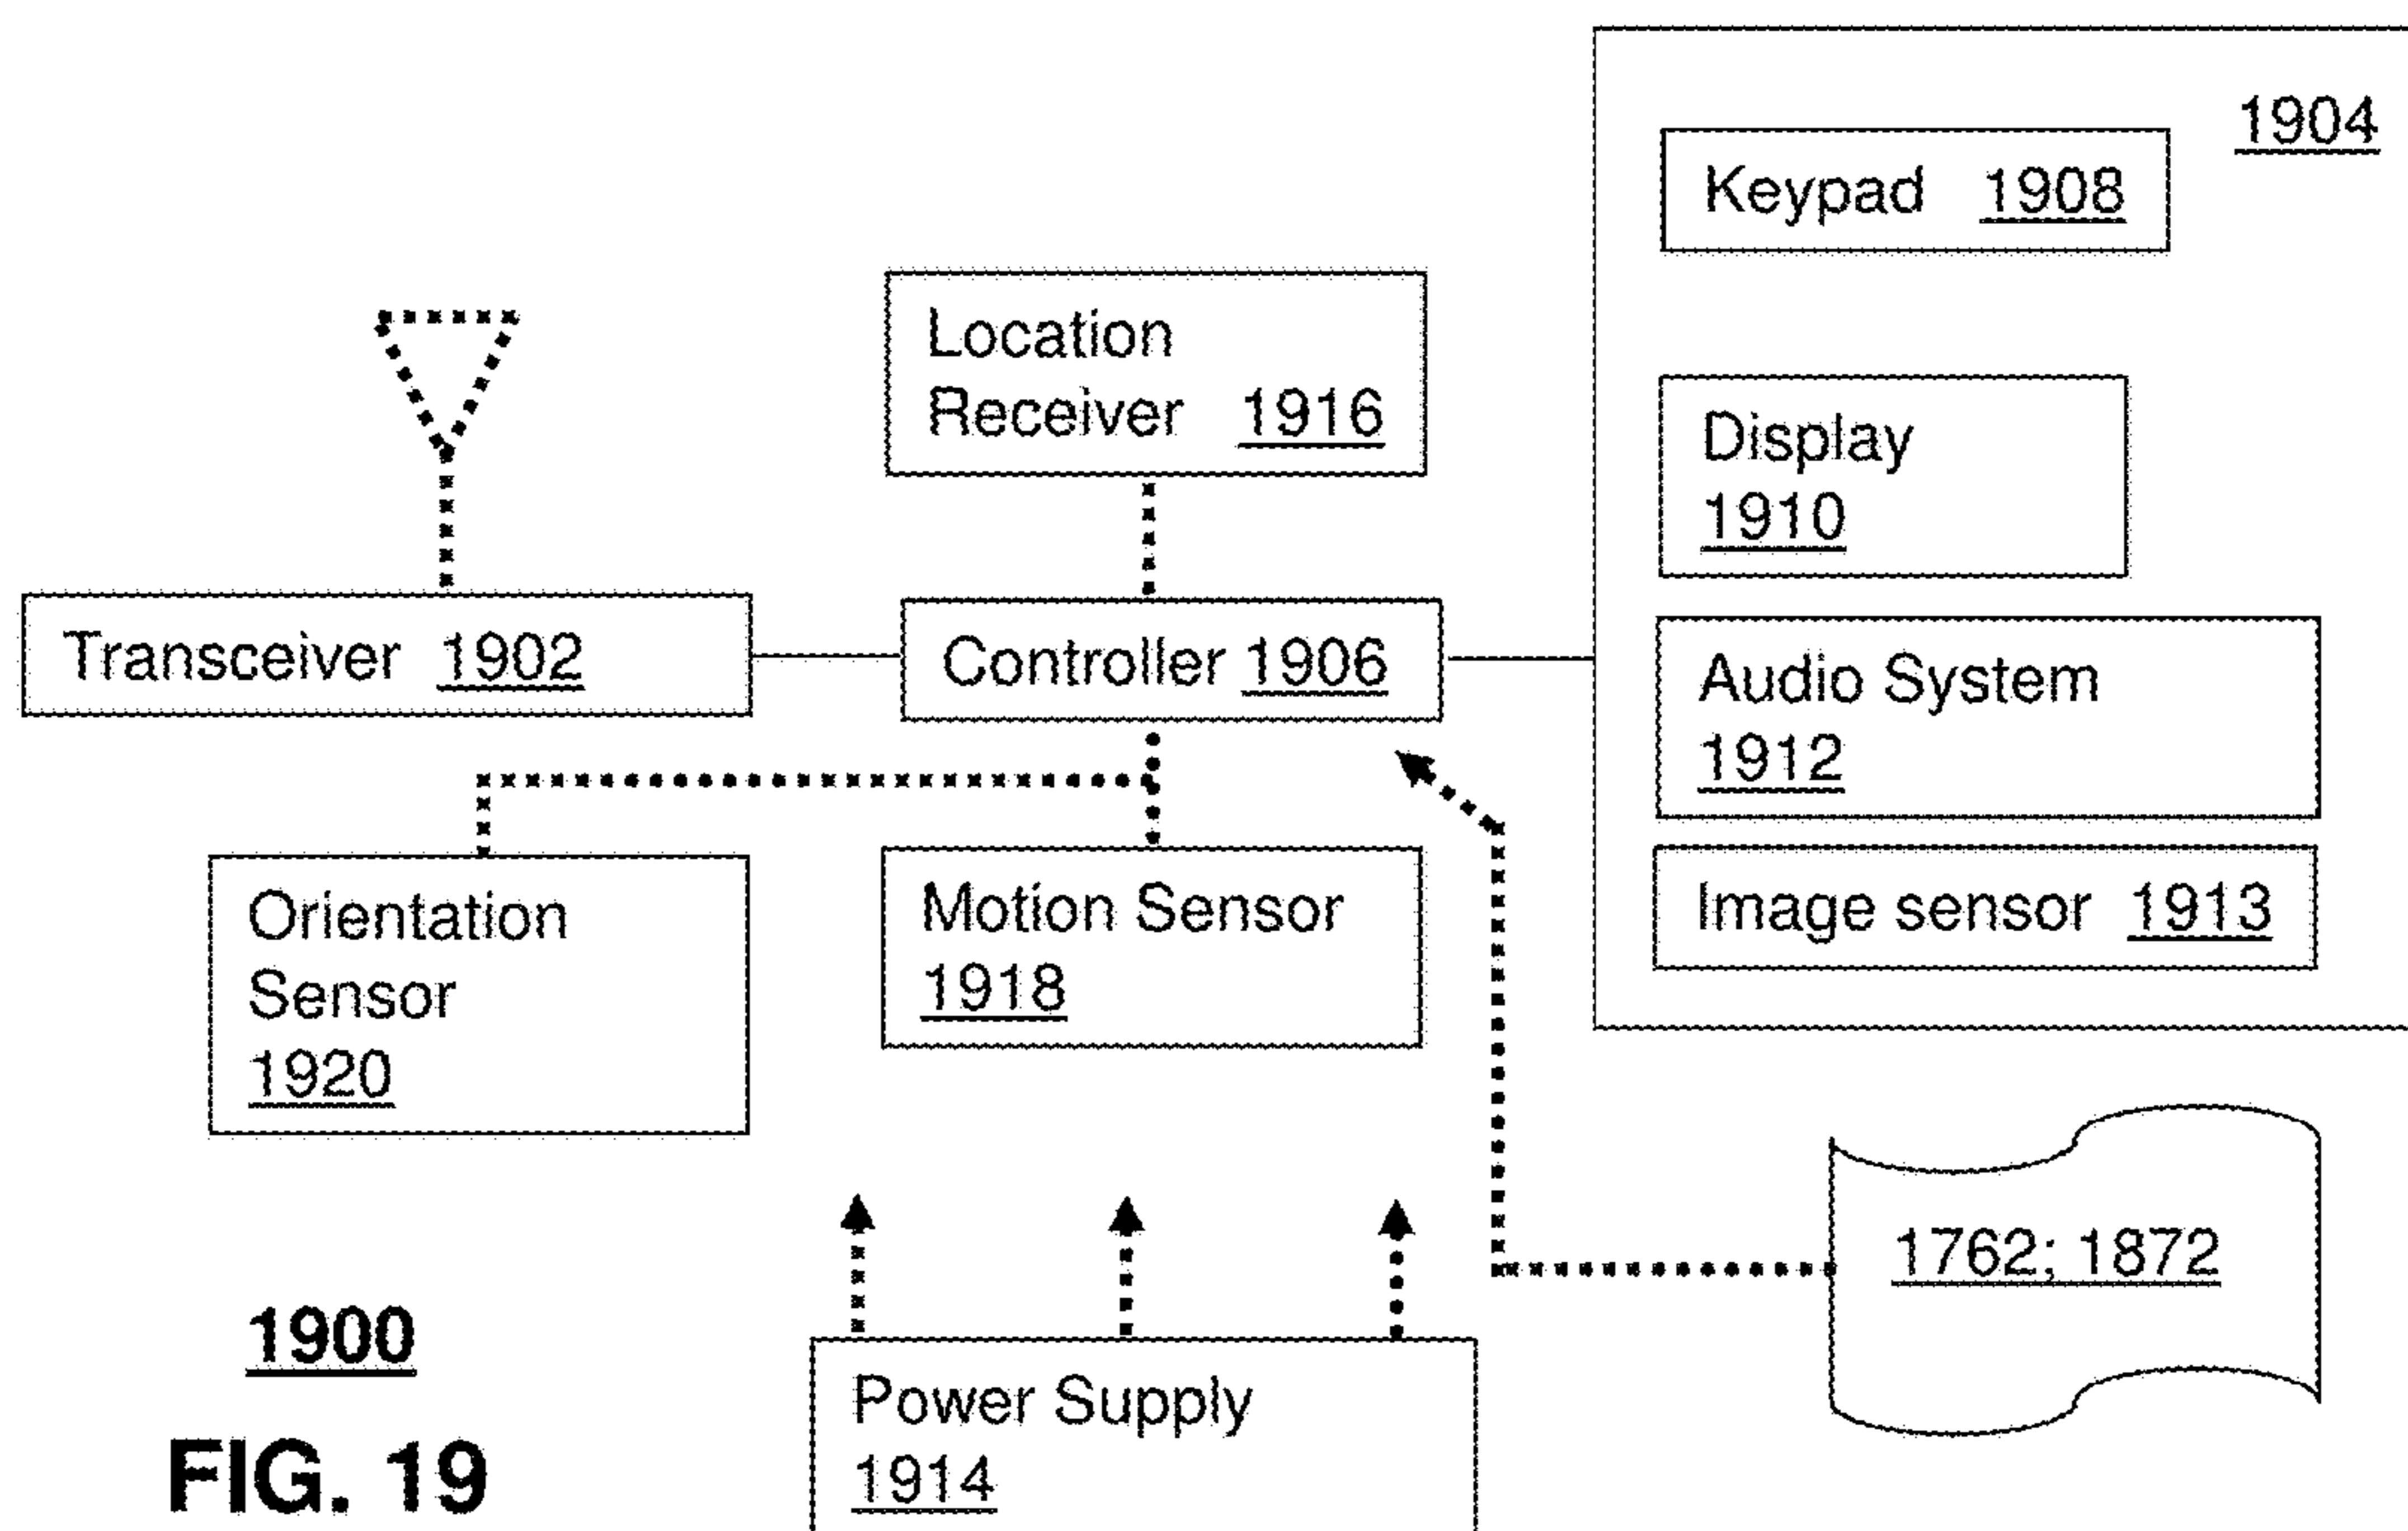 1904
Keypad 1908
Location
Receiver 1916
Display
1910
Transceiver 1902
Controller 1906
Audio System
1912
Orientation
Sensor
1920
Motion Sensor
1918
Image sensor 1913
1762; 1872
Power Supply
1914
1900
FIG. 19